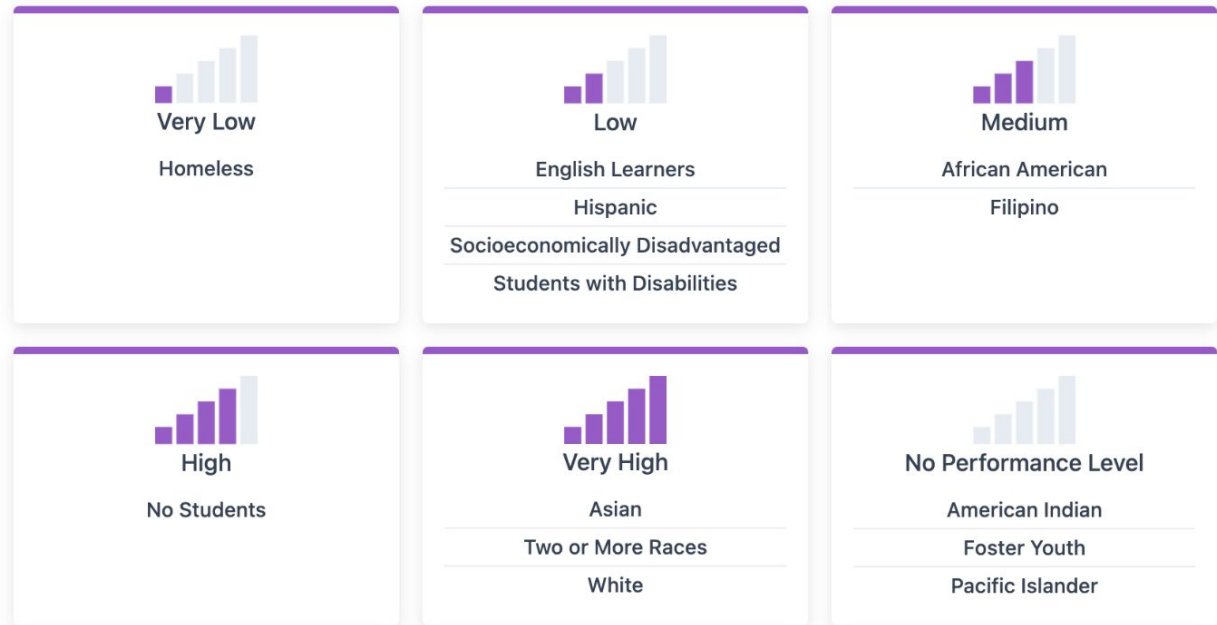 Very Low
Homeless
Low
English Learners
Hispanic
Socioeconomically Disadvantaged
Students with Disabilities
Medium
African American
Filipino
High
No Students
Very High
Asian
Two or More Races
White
No Performance Level
American Indian
Foster Youth
Pacific Islander